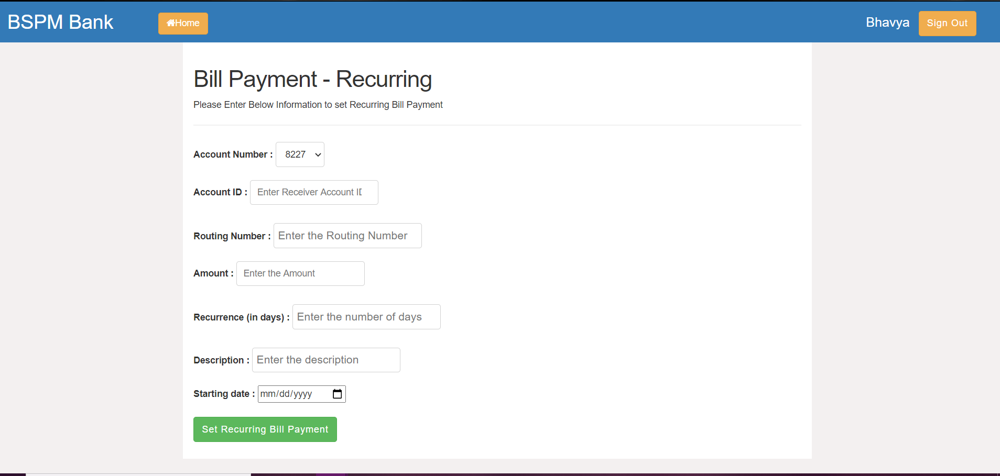 BSPM Bank Home Bhavya Sign Out
Bill Payment - Recurring
Please Enter Below Information to set Recurring Bill Payment
Account Number : 8227
Account ID : Enter Receiver Account ID
Routing Number : Enter the Routing Number
Amount : Enter the Amount
Recurrence (in days) : Enter the number of days
Description : Enter the description
Starting date : mm/dd/yyyy
Set Recurring Bill Payment